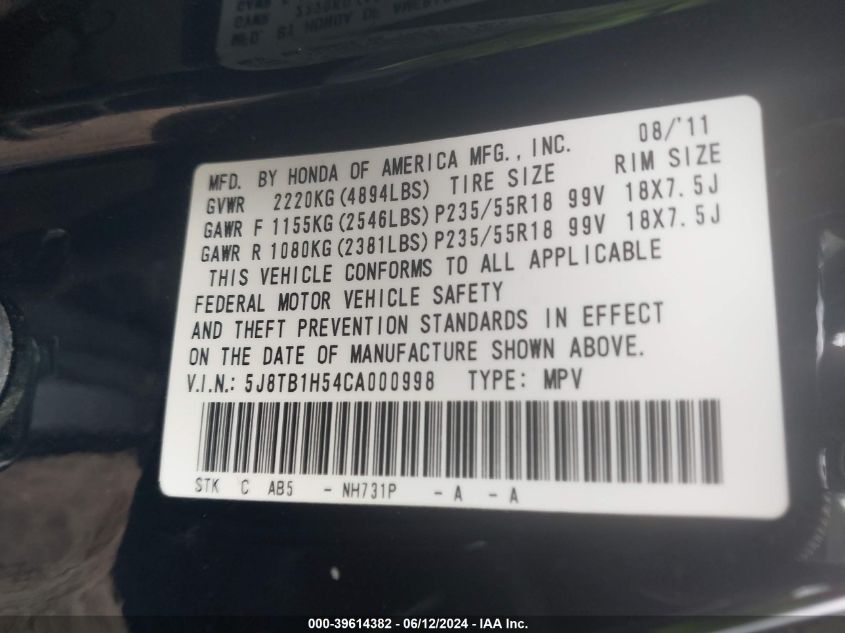 MFD. BY HONDA OF AMERICA MFG., INC. 08/'11
GVWR 2220KG(4894LBS) TIRE SIZE RIM SIZE
GAWR F 1155KG(2546LBS) P235/55R18 99V 18X7.5J
GAWR R 1080KG(2381LBS) P235/55R18 99V 18X7.5J
THIS VEHICLE CONFORMS TO ALL APPLICABLE
FEDERAL MOTOR VEHICLE SAFETY
AND THEFT PREVENTION STANDARDS IN EFFECT
ON THE DATE OF MANUFACTURE SHOWN ABOVE.
V.I.N.: 5J8TB1H54CA000998 TYPE: MPV
STK C AB5 - NH731P - A - A
000-39614382 - 06/12/2024 - IAA Inc.